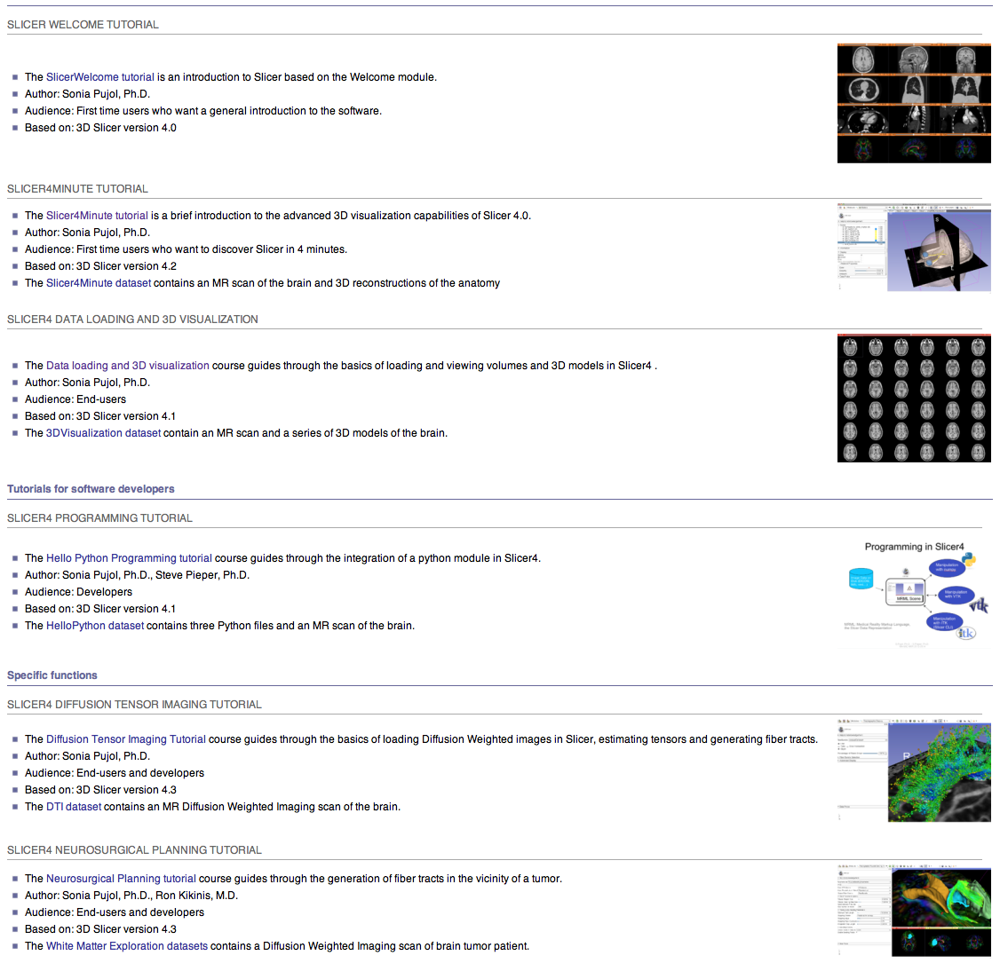 SLICER WELCOME TUTORIAL
The SlicerWelcome tutorial is an introduction to Slicer based on the Welcome module.
Author: Sonia Pujol, Ph.D.
Audience: First time users who want a general introduction to the software.
Based on: 3D Slicer version 4.0
SLICER4MINUTE TUTORIAL
The Slicer4Minute tutorial is a brief introduction to the advanced 3D visualization capabilities of Slicer 4.0.
Author: Sonia Pujol, Ph.D.
Audience: First time users who want to discover Slicer in 4 minutes.
Based on: 3D Slicer version 4.2
The Slicer4Minute dataset contains an MR scan of the brain and 3D reconstructions of the anatomy
SLICER4 DATA LOADING AND 3D VISUALIZATION
The Data loading and 3D visualization course guides through the basics of loading and viewing volumes and 3D models in Slicer4 .
Author: Sonia Pujol, Ph.D.
Audience: End-users
Based on: 3D Slicer version 4.1
The 3DVisualization dataset contain an MR scan and a series of 3D models of the brain.
Tutorials for software developers
SLICER4 PROGRAMMING TUTORIAL
The Hello Python Programming tutorial course guides through the integration of a python module in Slicer4.
Author: Sonia Pujol, Ph.D., Steve Pieper, Ph.D.
Audience: Developers
Based on: 3D Slicer version 4.1
The HelloPython dataset contains three Python files and an MR scan of the brain.
Programming in Slicer4
Manipulation
with numpy
MRML Scene
Manipulation
with VTK
vtk
Manipulation
with ITK
(Slicer CLI)
itk
MRML: Medical Reality Markup Language,
the Slicer Data Representation
Specific functions
SLICER4 DIFFUSION TENSOR IMAGING TUTORIAL
The Diffusion Tensor Imaging Tutorial course guides through the basics of loading Diffusion Weighted images in Slicer, estimating tensors and generating fiber tracts.
Author: Sonia Pujol, Ph.D.
Audience: End-users and developers
Based on: 3D Slicer version 4.3
The DTI dataset contains an MR Diffusion Weighted Imaging scan of the brain.
R
SLICER4 NEUROSURGICAL PLANNING TUTORIAL
The Neurosurgical Planning tutorial course guides through the generation of fiber tracts in the vicinity of a tumor.
Author: Sonia Pujol, Ph.D., Ron Kikinis, M.D.
Audience: End-users and developers
Based on: 3D Slicer version 4.3
The White Matter Exploration datasets contains a Diffusion Weighted Imaging scan of brain tumor patient.